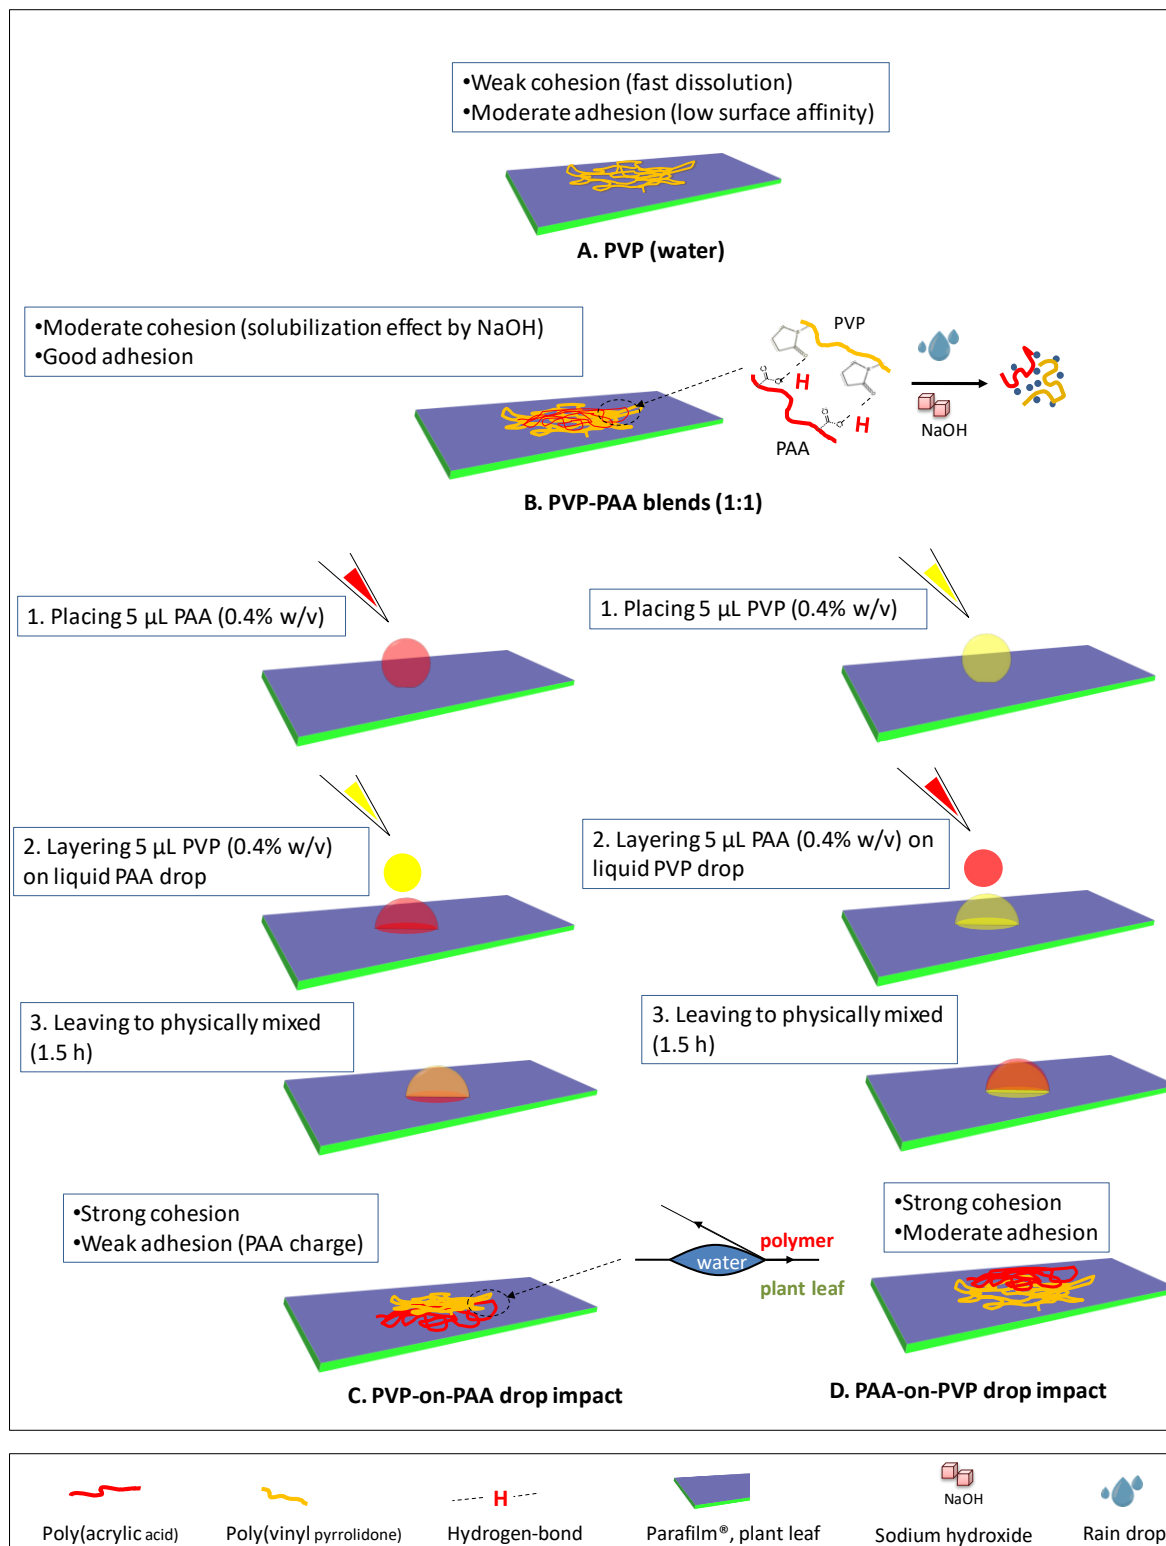 •Weak cohesion (fast dissolution)
•Moderate adhesion (low surface affinity)
A. PVP (water)
•Moderate cohesion (solubilization effect by NaOH)
•Good adhesion
PVP
H
H
PAA
NaOH
B. PVP-PAA blends (1:1)
1. Placing 5 µL PAA (0.4% w/v)
1. Placing 5 µL PVP (0.4% w/v)
2. Layering 5 µL PVP (0.4% w/v)
on liquid PAA drop
2. Layering 5 µL PAA (0.4% w/v) on
liquid PVP drop
3. Leaving to physically mixed
(1.5 h)
3. Leaving to physically mixed
(1.5 h)
•Strong cohesion
•Weak adhesion (PAA charge)
water
polymer
plant leaf
•Strong cohesion
•Moderate adhesion
C. PVP-on-PAA drop impact
D. PAA-on-PVP drop impact
H
NaOH
Poly(acrylic acid)
Poly(vinyl pyrrolidone)
Hydrogen-bond
Parafilm®, plant leaf
Sodium hydroxide
Rain drop